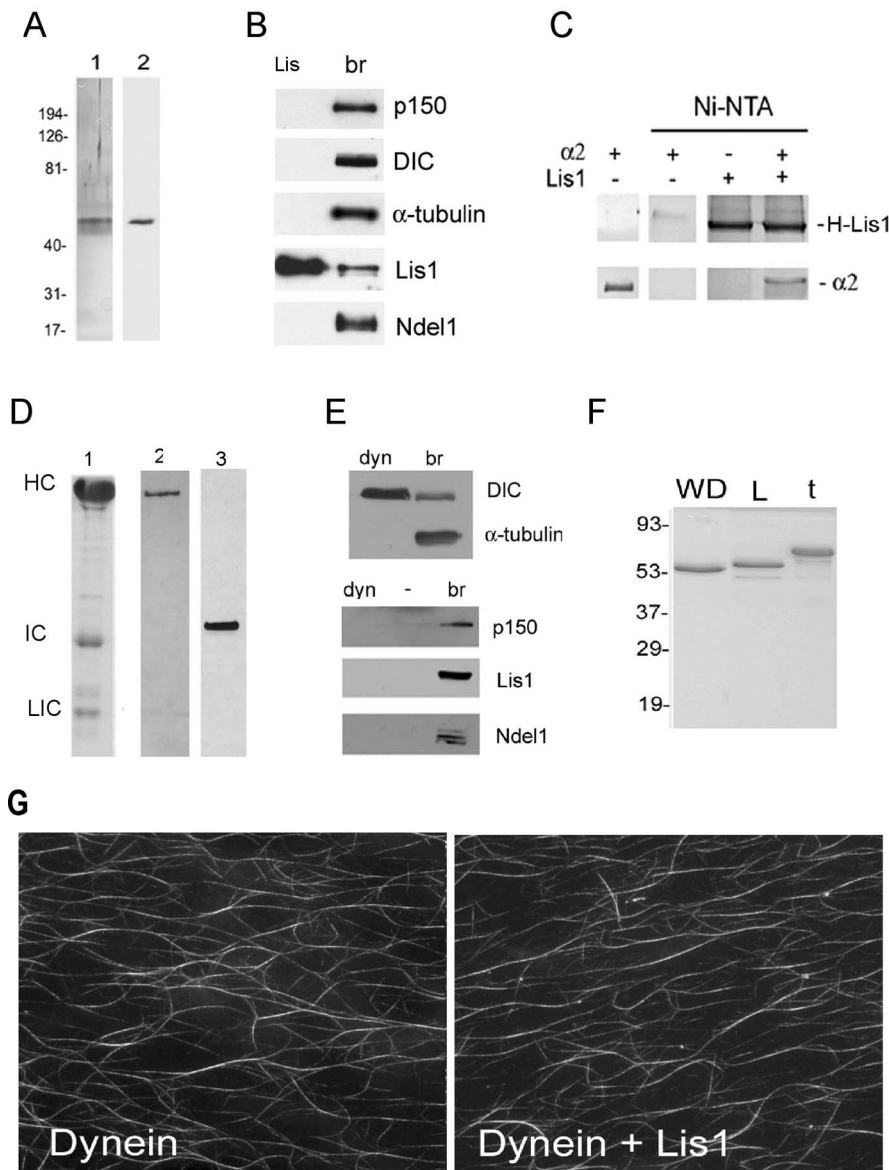 A
1 2
194-
126-
81-
40-
31-
17-
B
Lis br
p150
DIC
α-tubulin
Lis1
Ndel1
C
Ni-NTA
α2 + + - +
Lis1 - - + +
-H-Lis1
- α2
D
1 2 3
HC
IC
LIC
E
dyn br
DIC
α-tubulin
dyn - br
p150
Lis1
Ndel1
F
WD L t
93-
53-
37-
29-
19-
G
Dynein
Dynein + Lis1